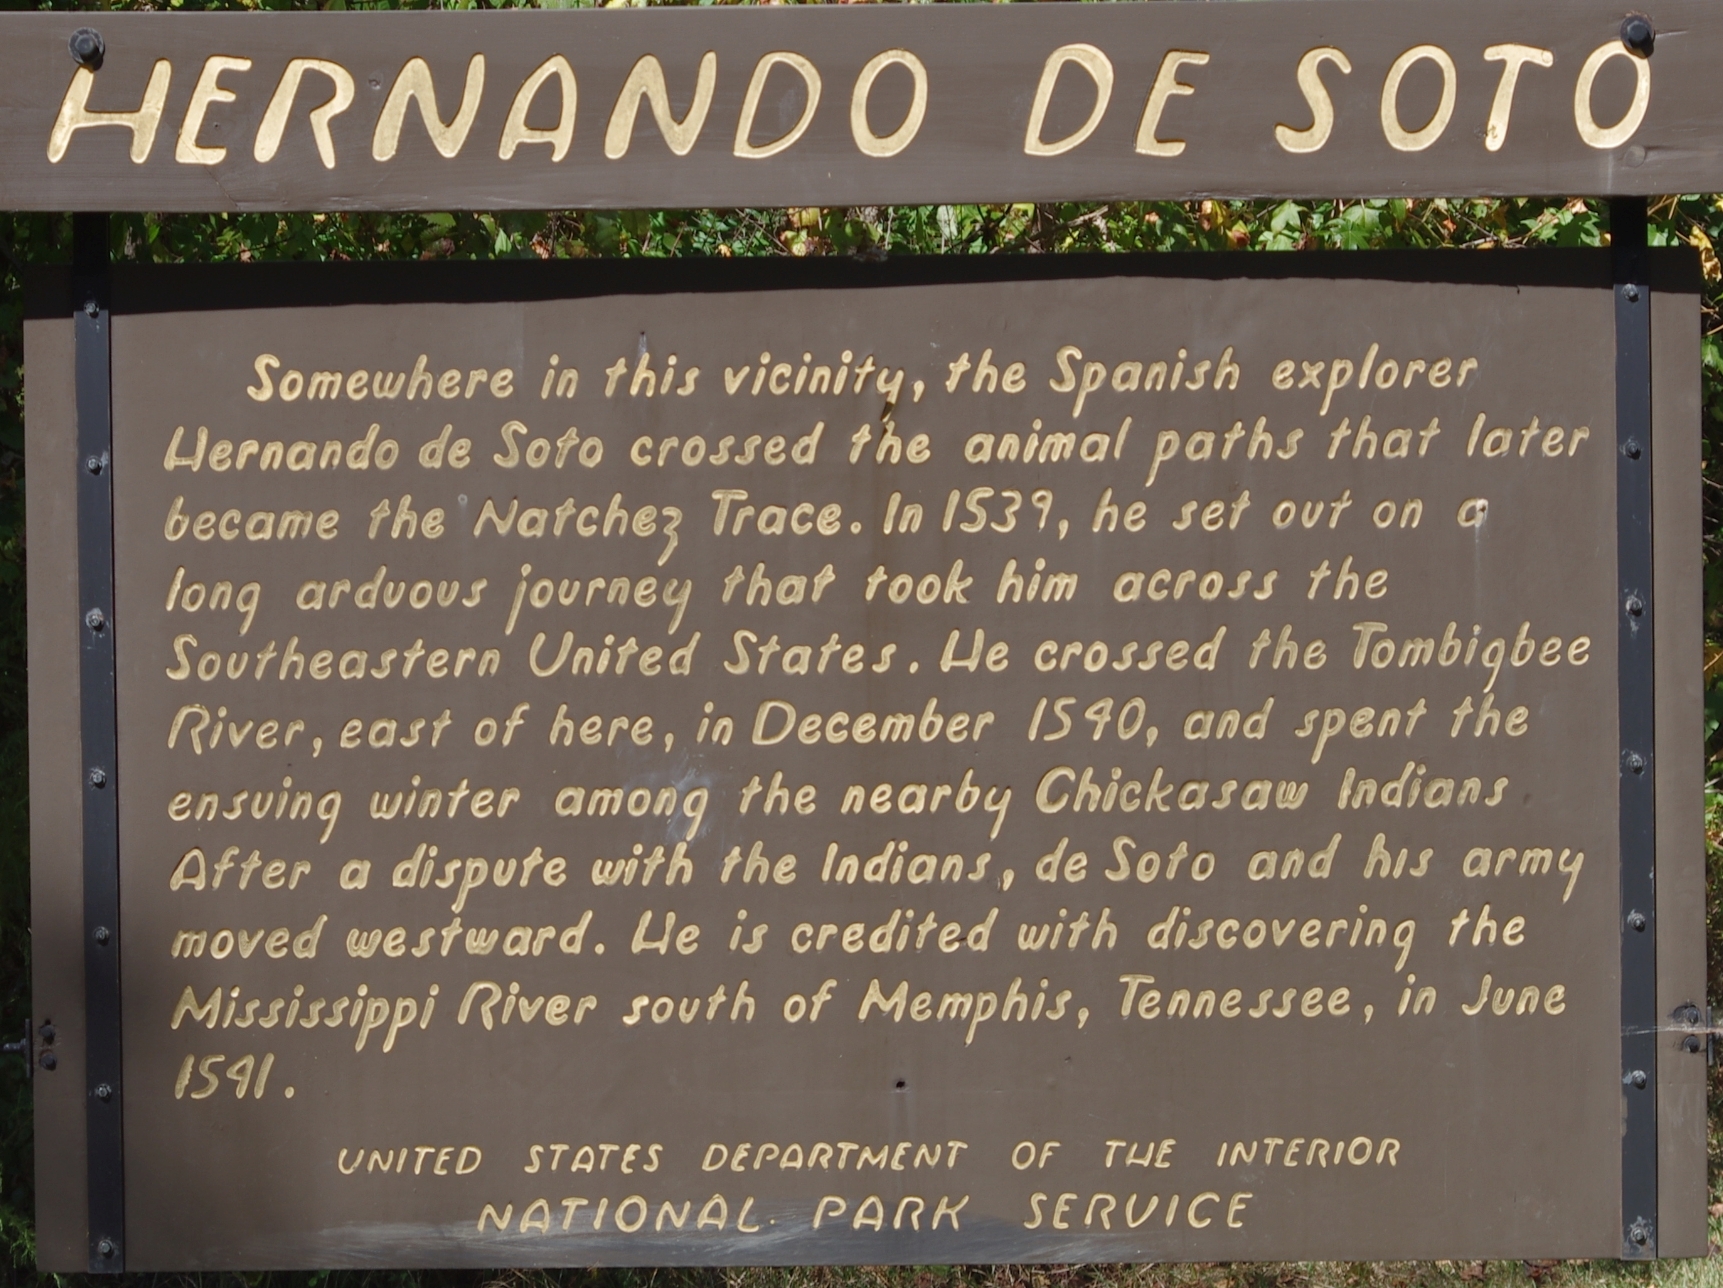 HERNANDO DE SOTO
Somewhere in this vicinity, the Spanish explorer
Hernando de Soto crossed the animal paths that later
became the Natchez Trace. In 1539, he set out on a
long arduous journey that took him across the
Southeastern United States. He crossed the Tombigbee
River, east of here, in December 1540, and spent the
ensuing winter among the nearby Chickasaw Indians
After a dispute with the Indians, de Soto and his army
moved westward. He is credited with discovering the
Mississippi River south of Memphis, Tennessee, in June
1541.
UNITED STATES DEPARTMENT OF THE INTERIOR
NATIONAL PARK SERVICE